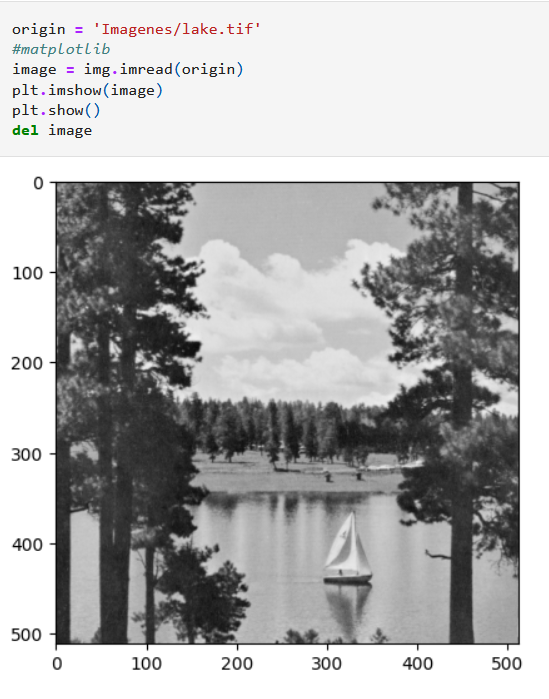 origin = 'Imagenes/lake.tif'
#matplotlib
image = img.imread(origin)
plt.imshow(image)
plt.show()
del image
0
100
200
300
400
500
0 100 200 300 400 500